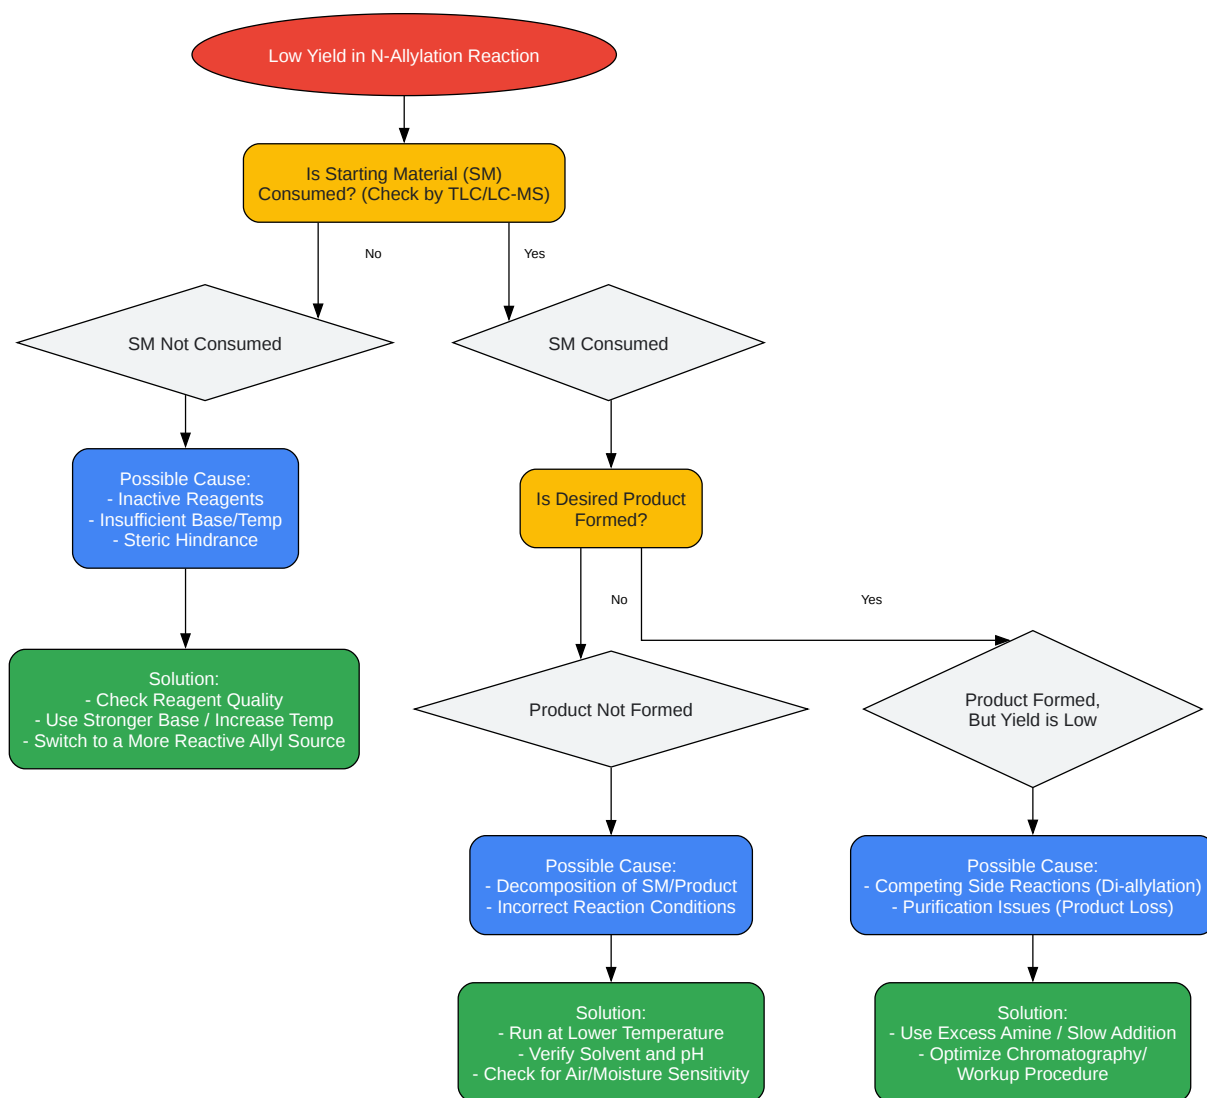 Low Yield in N-Allylation Reaction
Is Starting Material (SM)
Consumed? (Check by TLC/LC-MS)
No
Yes
SM Not Consumed
SM Consumed
Possible Cause:
- Inactive Reagents
- Insufficient Base/Temp
- Steric Hindrance
Is Desired Product
Formed?
No
Yes
Solution:
- Check Reagent Quality
- Use Stronger Base / Increase Temp
- Switch to a More Reactive Allyl Source
Product Not Formed
Product Formed,
But Yield is Low
Possible Cause:
- Decomposition of SM/Product
- Incorrect Reaction Conditions
Possible Cause:
- Competing Side Reactions (Di-allylation)
- Purification Issues (Product Loss)
Solution:
- Run at Lower Temperature
- Verify Solvent and pH
- Check for Air/Moisture Sensitivity
Solution:
- Use Excess Amine / Slow Addition
- Optimize Chromatography/
Workup Procedure